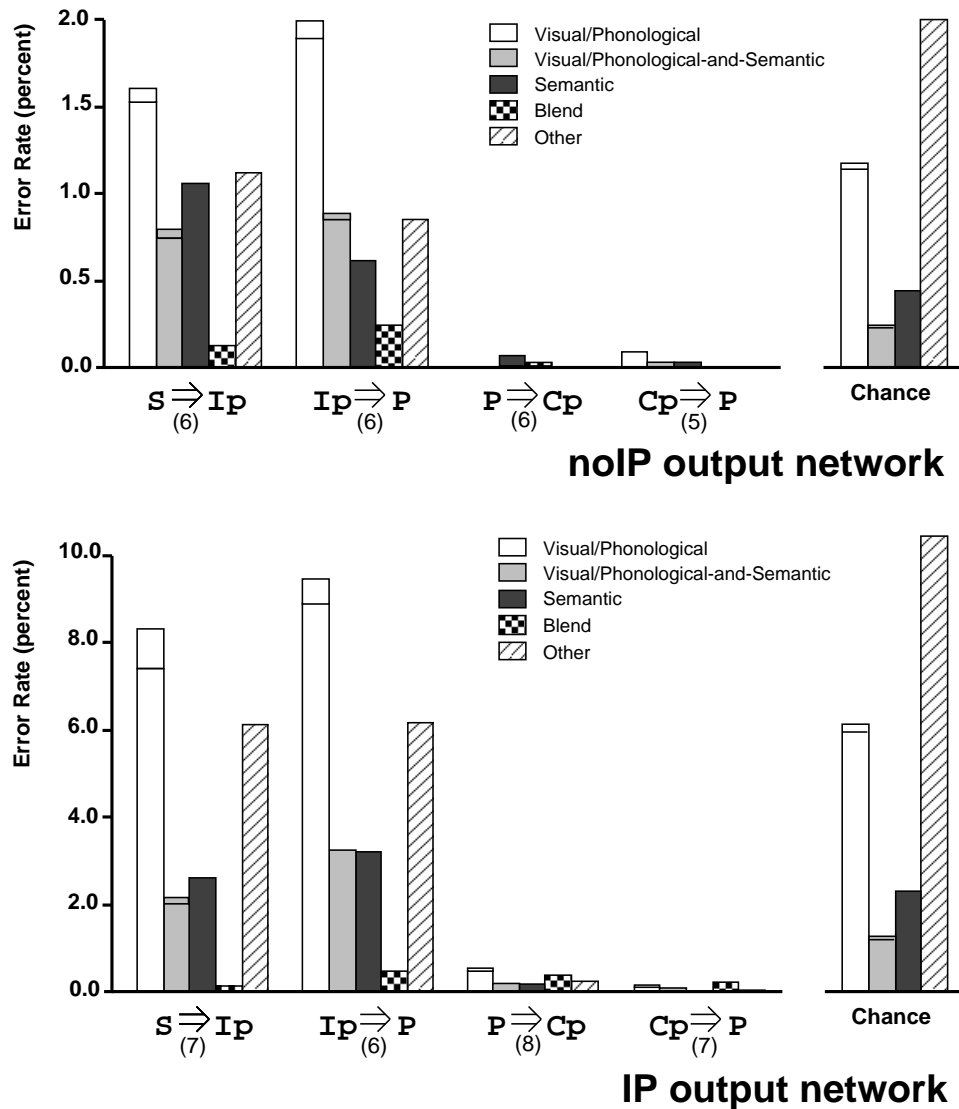 Error Rate (percent)
2.0
1.5
1.0
0.5
0.0
Visual/Phonological
Visual/Phonological-and-Semantic
Semantic
Blend
Other
S ⇒ Ip
(6)
Ip ⇒ P
(6)
P ⇒ Cp
(6)
Cp ⇒ P
(5)
Chance
noIP output network
Error Rate (percent)
10.0
8.0
6.0
4.0
2.0
0.0
Visual/Phonological
Visual/Phonological-and-Semantic
Semantic
Blend
Other
S ⇒ Ip
(7)
Ip ⇒ P
(6)
P ⇒ Cp
(8)
Cp ⇒ P
(7)
Chance
IP output network